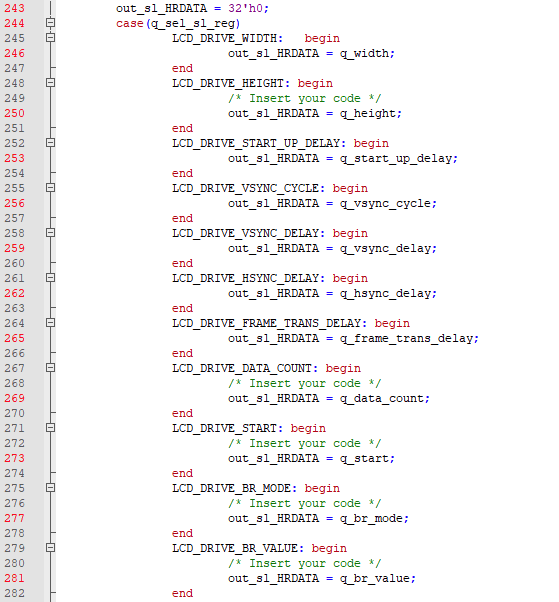 243 out_sl_HRDATA = 32'h0;
244 case(q_sel_sl_reg)
245 LCD_DRIVE_WIDTH: begin
246 out_sl_HRDATA = q_width;
247 end
248 LCD_DRIVE_HEIGHT: begin
249 /* Insert your code */
250 out_sl_HRDATA = q_height;
251 end
252 LCD_DRIVE_START_UP_DELAY: begin
253 out_sl_HRDATA = q_start_up_delay;
254 end
255 LCD_DRIVE_VSYNC_CYCLE: begin
256 out_sl_HRDATA = q_vsync_cycle;
257 end
258 LCD_DRIVE_VSYNC_DELAY: begin
259 out_sl_HRDATA = q_vsync_delay;
260 end
261 LCD_DRIVE_HSYNC_DELAY: begin
262 out_sl_HRDATA = q_hsync_delay;
263 end
264 LCD_DRIVE_FRAME_TRANS_DELAY: begin
265 out_sl_HRDATA = q_frame_trans_delay;
266 end
267 LCD_DRIVE_DATA_COUNT: begin
268 /* Insert your code */
269 out_sl_HRDATA = q_data_count;
270 end
271 LCD_DRIVE_START: begin
272 /* Insert your code */
273 out_sl_HRDATA = q_start;
274 end
275 LCD_DRIVE_BR_MODE: begin
276 /* Insert your code */
277 out_sl_HRDATA = q_br_mode;
278 end
279 LCD_DRIVE_BR_VALUE: begin
280 /* Insert your code */
281 out_sl_HRDATA = q_br_value;
282 end